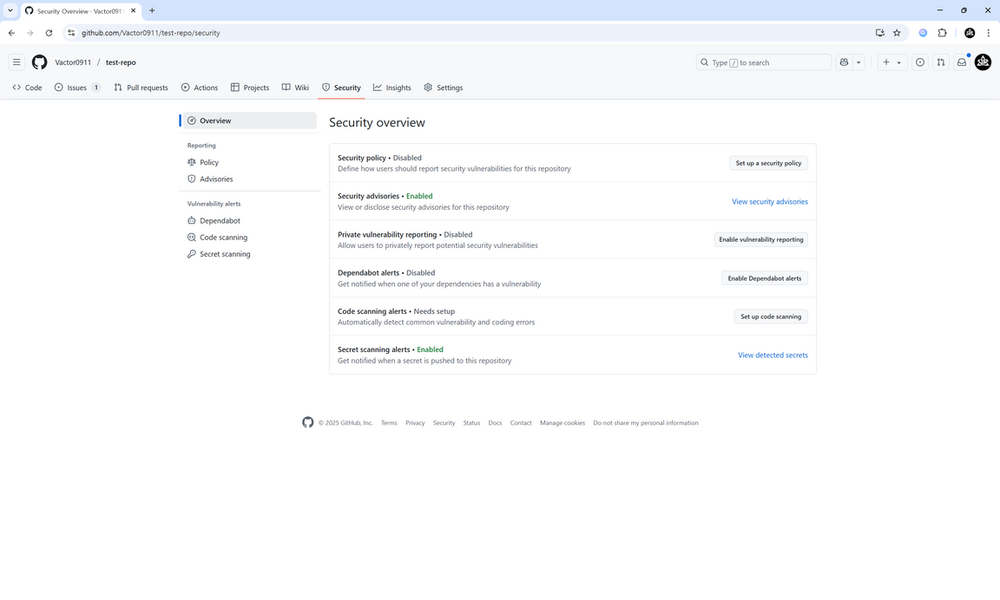 Security Overview · Vactor091
github.com/Vactor0911/test-repo/security
Vactor0911 / test-repo
Type / to search
Code
Issues 1
Pull requests
Actions
Projects
Wiki
Security
Insights
Settings
Overview
Reporting
Policy
Advisories
Vulnerability alerts
Dependabot
Code scanning
Secret scanning
Security overview
Security policy • Disabled
Define how users should report security vulnerabilities for this repository
Set up a security policy
Security advisories • Enabled
View or disclose security advisories for this repository
View security advisories
Private vulnerability reporting • Disabled
Allow users to privately report potential security vulnerabilities
Enable vulnerability reporting
Dependabot alerts • Disabled
Get notified when one of your dependencies has a vulnerability
Enable Dependabot alerts
Code scanning alerts • Needs setup
Automatically detect common vulnerability and coding errors
Set up code scanning
Secret scanning alerts • Enabled
Get notified when a secret is pushed to this repository
View detected secrets
© 2025 GitHub, Inc. Terms Privacy Security Status Docs Contact Manage cookies Do not share my personal information